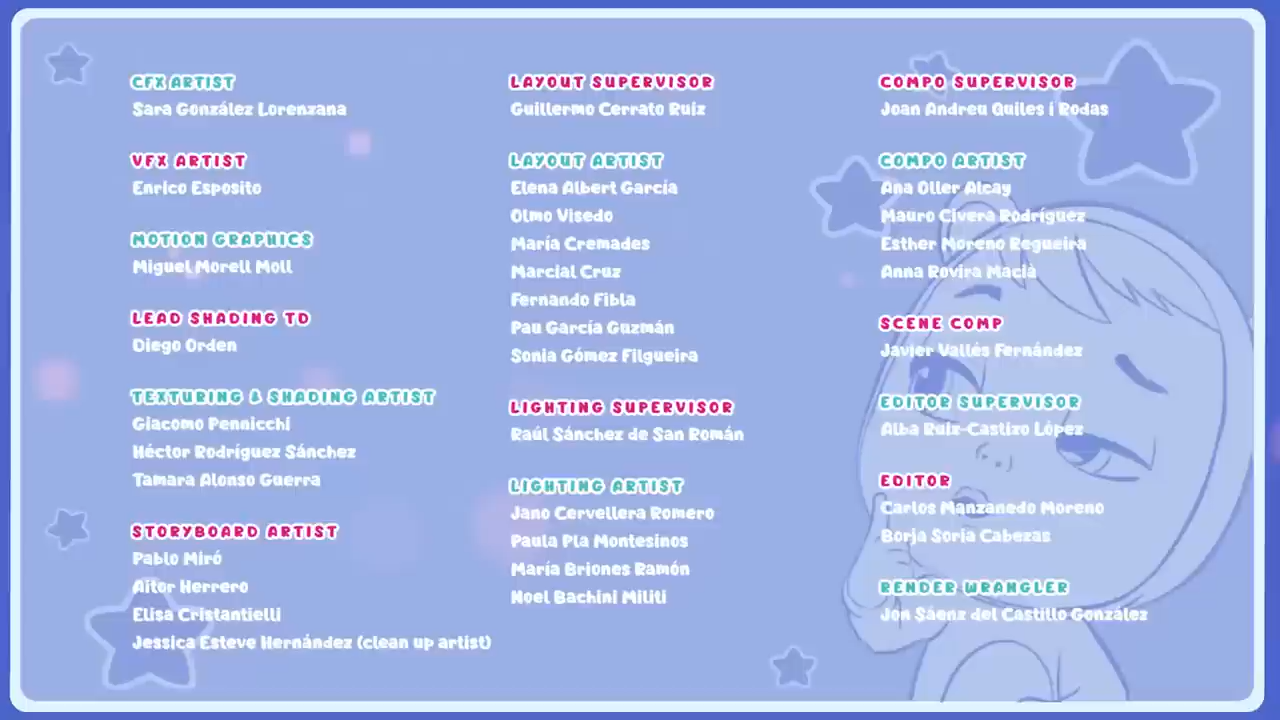 CFX ARTIST
Sara González Lorenzana
VFX ARTIST
Enrico Esposito
MOTION GRAPHICS
Miguel Morell Moll
LEAD SHADING TD
Diego Orden
TEXTURING & SHADING ARTIST
Giacomo Pennicchi
Héctor Rodríguez Sánchez
Tamara Alonso Guerra
STORYBOARD ARTIST
Pablo Miró
Aitor Herrero
Elisa Cristantielli
Jessica Esteve Hernández (clean up artist)
LAYOUT SUPERVISOR
Guillermo Cerrato Ruiz
LAYOUT ARTIST
Elena Albert García
Olmo Visedo
María Cremades
Marcial Cruz
Fernando Fibla
Pau García Guzmán
Sonia Gómez Filgueira
LIGHTING SUPERVISOR
Raúl Sánchez de San Román
LIGHTING ARTIST
Jano Cervellera Romero
Paula Pla Montesinos
María Briones Ramón
Noel Bachini Militi
COMPO SUPERVISOR
Joan Andreu Quiles i Rodas
COMPO ARTIST
Ana Oller Alcay
Mauro Civera Rodríguez
Esther Moreno Regueira
Anna Rovira Macià
SCENE COMP
Javier Vallés Fernández
EDITOR SUPERVISOR
Alba Ruiz-Castizo López
EDITOR
Carlos Manzanedo Moreno
Borja Soria Cabezas
RENDER WRANGLER
Jon Sáenz del Castillo González